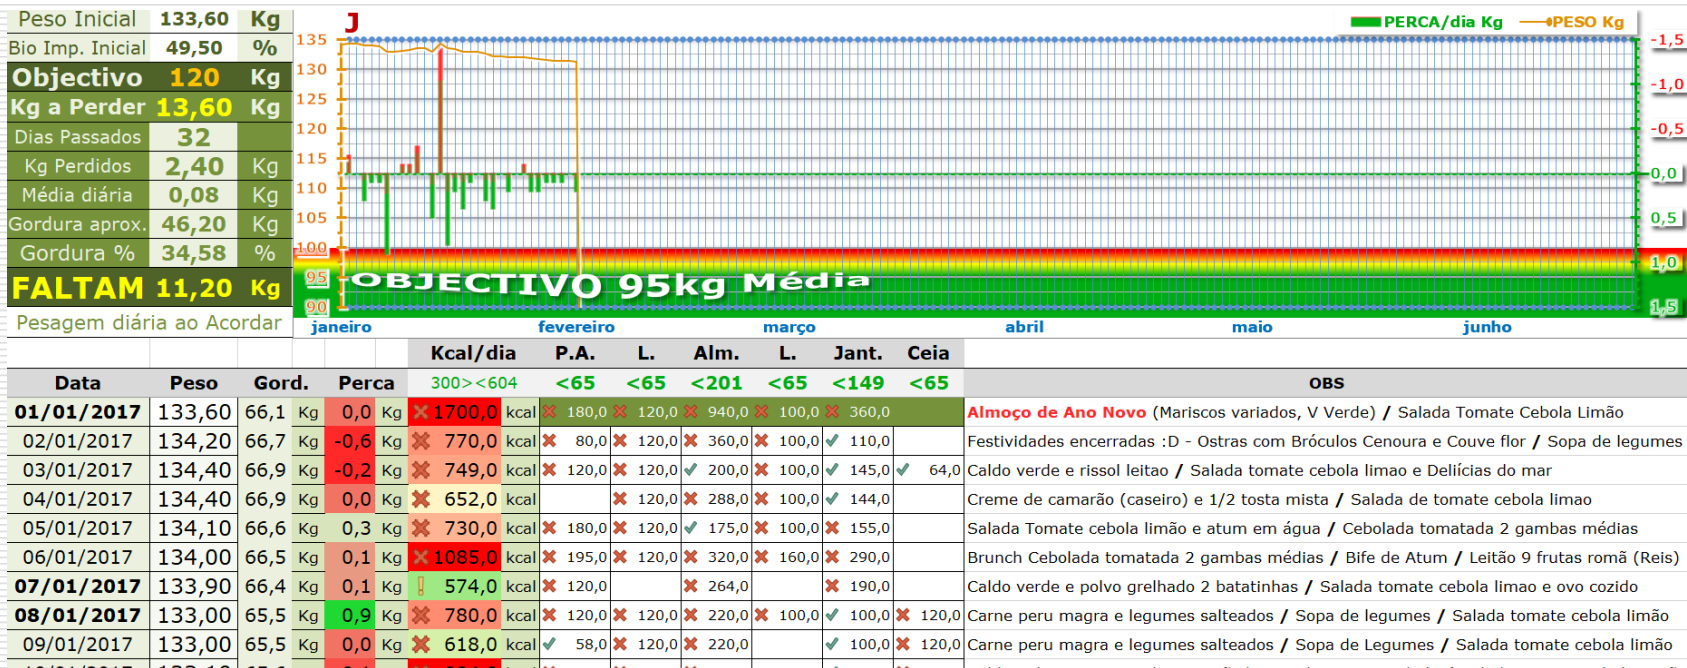 Peso Inicial 133,60 Kg
Bio Imp. Inicial 49,50 %
Objectivo 120 Kg
Kg a Perder 13,60 Kg
Dias Passados 32
Kg Perdidos 2,40 Kg
Média diária 0,08 Kg
Gordura aprox. 46,20 Kg
Gordura % 34,58 %
FALTAM 11,20 Kg
Pesagem diária ao Acordar
J
PERCA/dia Kg PESO Kg
135 -1,5
130 -1,0
125
120 -0,5
115 0,0
110
105 0,5
100 1,0
95
90 1,5
OBJECTIVO 95kg Média
janeiro fevereiro março abril maio junho
Kcal/dia P.A. L. Alm. L. Jant. Ceia
Data Peso Gord. Perca 300><604 <65 <65 <201 <65 <149 <65 OBS
01/01/2017 133,60 66,1 Kg 0,0 Kg 1700,0 kcal 180,0 120,0 940,0 100,0 360,0 Almoço de Ano Novo (Mariscos variados, V Verde) / Salada Tomate Cebola Limão
02/01/2017 134,20 66,7 Kg -0,6 Kg 770,0 kcal 80,0 120,0 360,0 100,0 110,0 Festividades encerradas :D - Ostras com Bróculos Cenoura e Couve flor / Sopa de legumes
03/01/2017 134,40 66,9 Kg -0,2 Kg 749,0 kcal 120,0 120,0 200,0 100,0 145,0 64,0 Caldo verde e rissol leitao / Salada tomate cebola limao e Deliícias do mar
04/01/2017 134,40 66,9 Kg 0,0 Kg 652,0 kcal 120,0 288,0 100,0 144,0 Creme de camarão (caseiro) e 1/2 tosta mista / Salada de tomate cebola limao
05/01/2017 134,10 66,6 Kg 0,3 Kg 730,0 kcal 180,0 120,0 175,0 100,0 155,0 Salada Tomate cebola limão e atum em água / Cebolada tomatada 2 gambas médias
06/01/2017 134,00 66,5 Kg 0,1 Kg 1085,0 kcal 195,0 120,0 320,0 160,0 290,0 Brunch Cebolada tomatada 2 gambas médias / Bife de Atum / Leitão 9 frutas romã (Reis)
07/01/2017 133,90 66,4 Kg 0,1 Kg 574,0 kcal 120,0 264,0 190,0 Caldo verde e polvo grelhado 2 batatinhas / Salada tomate cebola limao e ovo cozido
08/01/2017 133,00 65,5 Kg 0,9 Kg 780,0 kcal 120,0 120,0 220,0 100,0 100,0 120,0 Carne peru magra e legumes salteados / Sopa de legumes / Salada tomate cebola limão
09/01/2017 133,00 65,5 Kg 0,0 Kg 618,0 kcal 58,0 120,0 220,0 100,0 120,0 Carne peru magra e legumes salteados / Sopa de Legumes / Salada tomate cebola limão